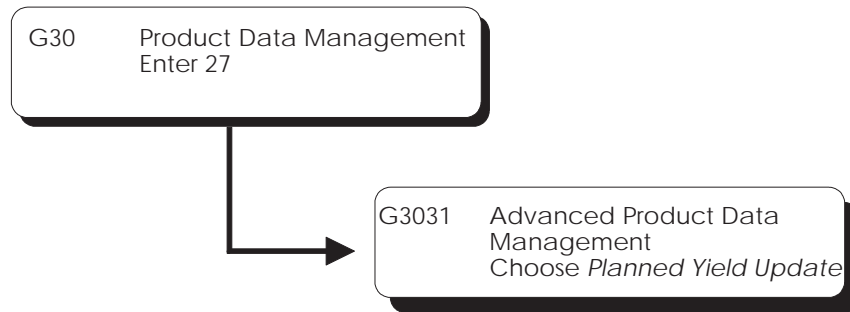 G30 Product Data Management
Enter 27
G3031 Advanced Product Data
Management
Choose Planned Yield Update